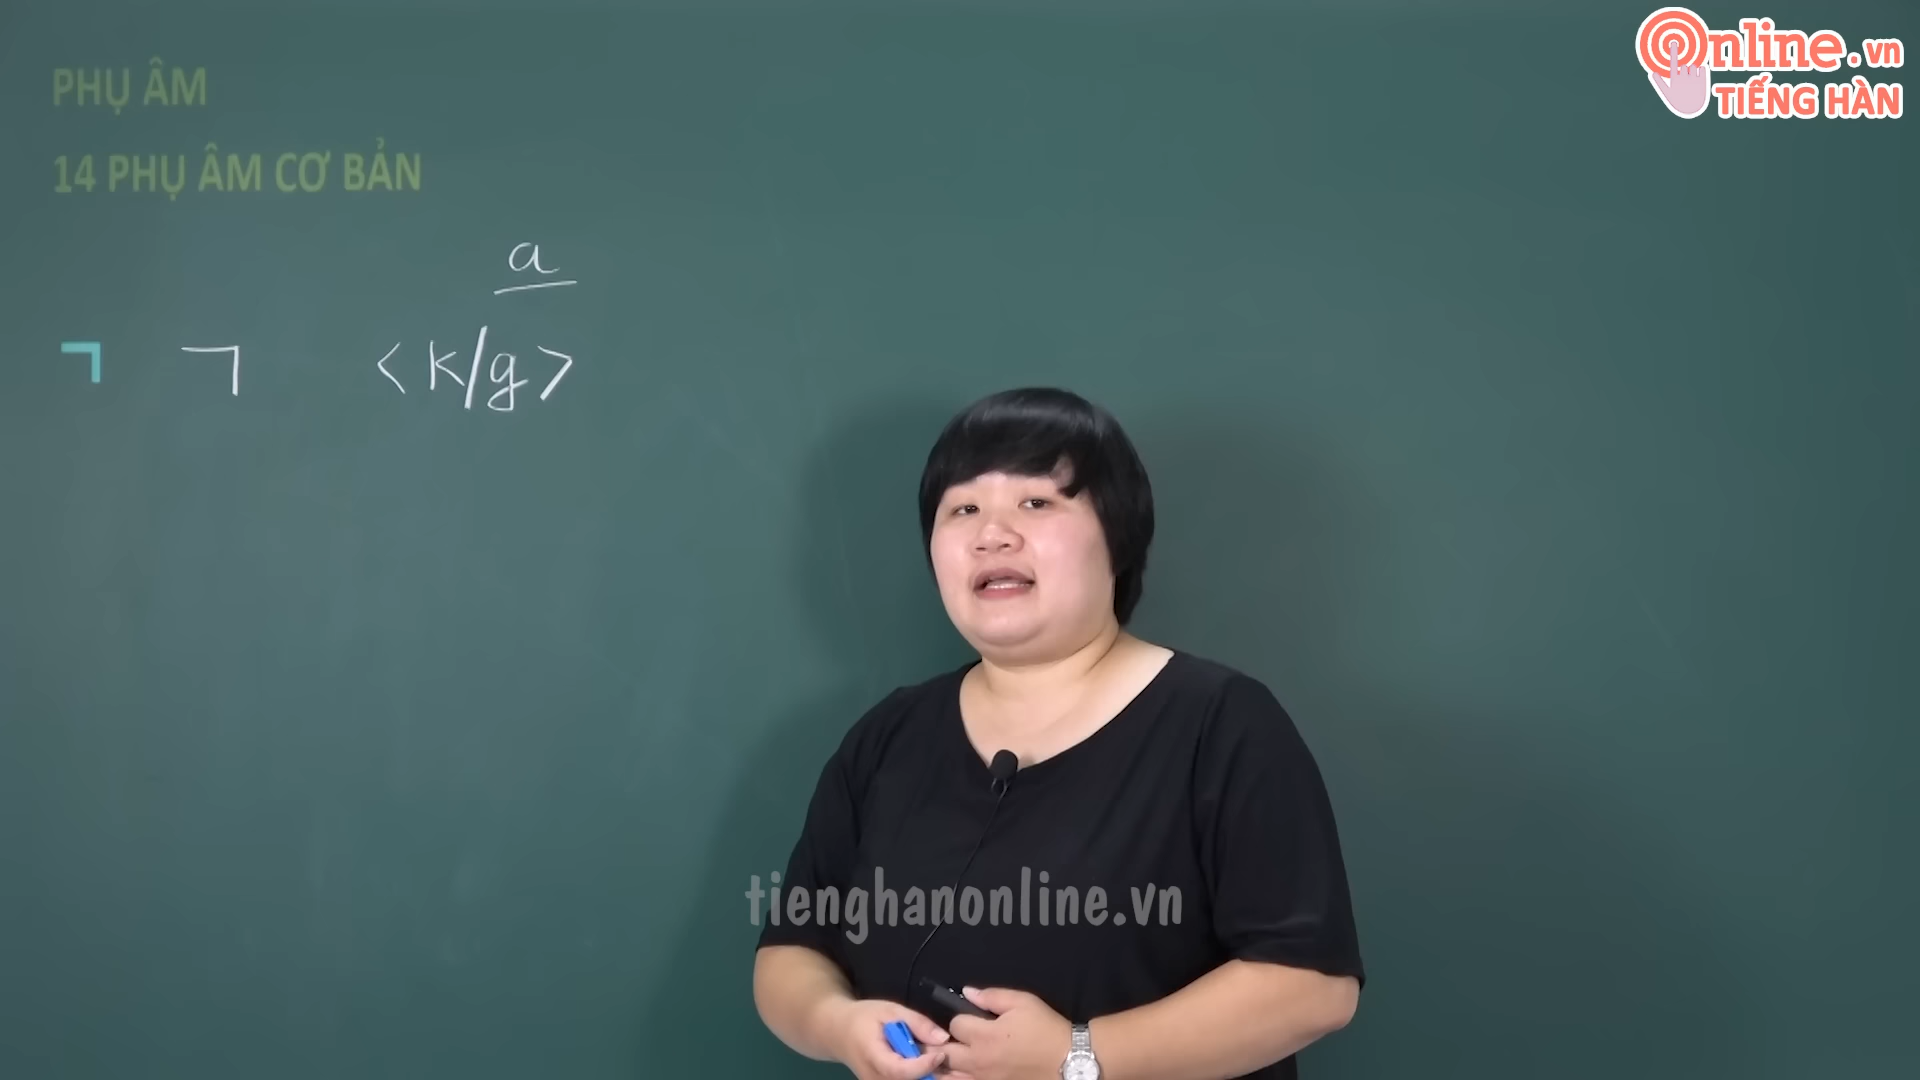 Online.vn
TIẾNG HÀN
PHỤ ÂM
14 PHỤ ÂM CƠ BẢN
a
ㄱ ㄱ <k/g>
tienghanonline.vn